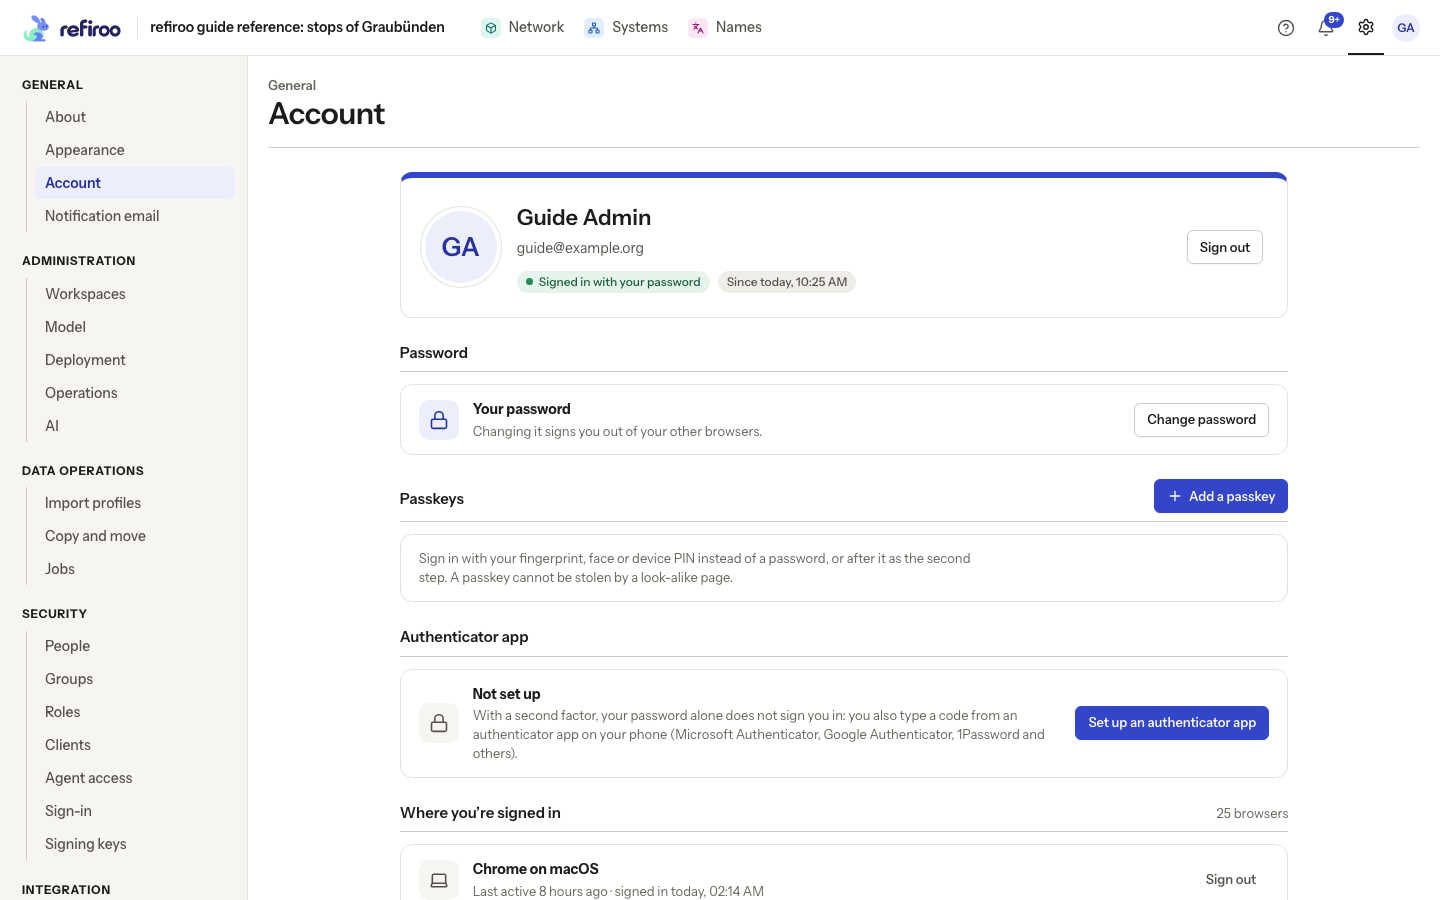 refiroo
refiroo guide reference: stops of Graubünden
Network
Systems
Names
9+
GA
GENERAL
About
Appearance
Account
Notification email
ADMINISTRATION
Workspaces
Model
Deployment
Operations
AI
DATA OPERATIONS
Import profiles
Copy and move
Jobs
SECURITY
People
Groups
Roles
Clients
Agent access
Sign-in
Signing keys
INTEGRATION
General
Account
GA
Guide Admin
guide@example.org
Signed in with your password
Since today, 10:25 AM
Sign out
Password
Your password
Changing it signs you out of your other browsers.
Change password
Passkeys
Add a passkey
Sign in with your fingerprint, face or device PIN instead of a password, or after it as the second
step. A passkey cannot be stolen by a look-alike page.
Authenticator app
Not set up
With a second factor, your password alone does not sign you in: you also type a code from an
authenticator app on your phone (Microsoft Authenticator, Google Authenticator, 1Password and
others).
Set up an authenticator app
Where you’re signed in
25 browsers
Chrome on macOS
Last active 8 hours ago · signed in today, 02:14 AM
Sign out